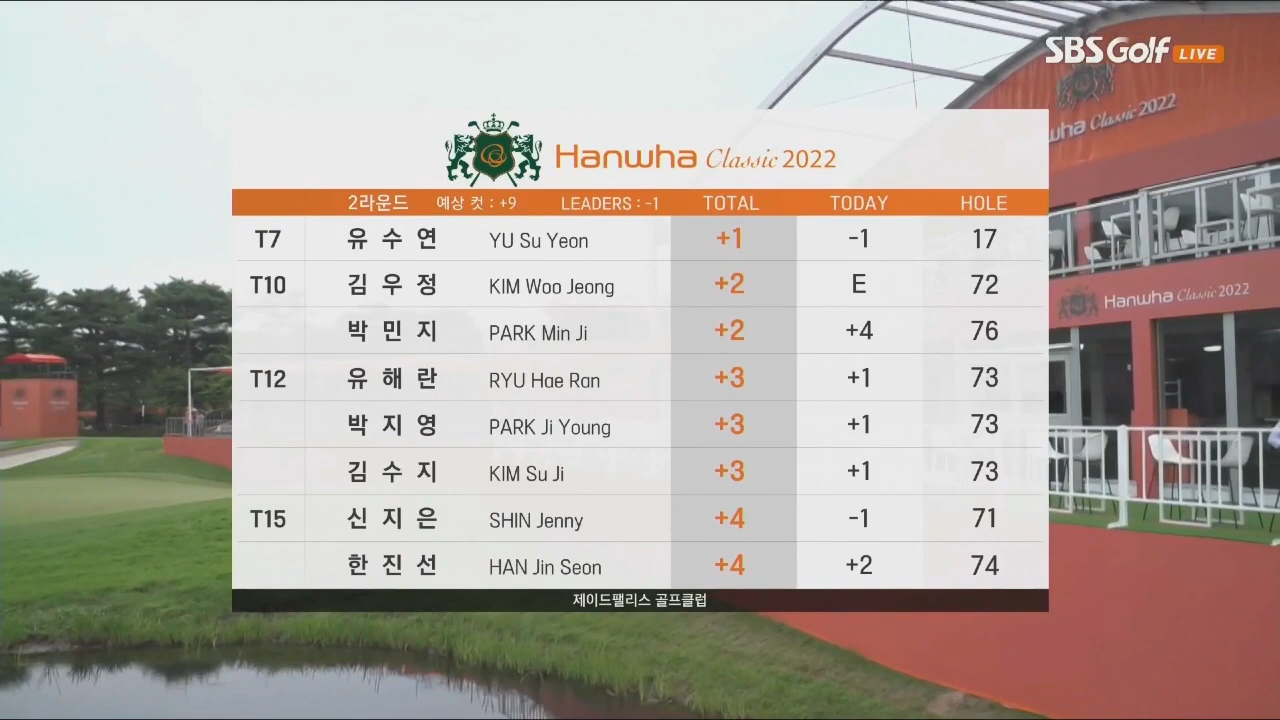 SBS Golf LIVE
Hanwha Classic 2022
Hanwha Classic 2022
2라운드 예상 컷 : +9 LEADERS : -1 TOTAL TODAY HOLE
T7 유수연 YU Su Yeon +1 -1 17
T10 김우정 KIM Woo Jeong +2 E 72
박민지 PARK Min Ji +2 +4 76
Hanwha Classic 2022
T12 유해란 RYU Hae Ran +3 +1 73
박지영 PARK Ji Young +3 +1 73
김수지 KIM Su Ji +3 +1 73
T15 신지은 SHIN Jenny +4 -1 71
한진선 HAN Jin Seon +4 +2 74
제이드팰리스 골프클럽